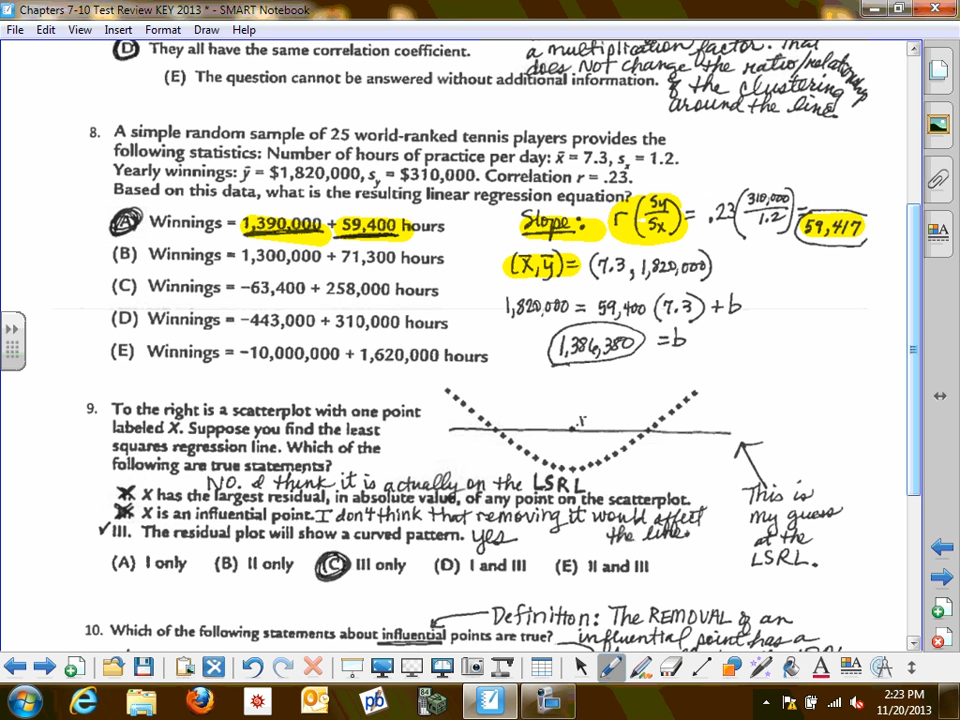 Chapters 7-10 Test Review KEY 2013 * - SMART Notebook
File Edit View Insert Format Tools Draw Help
(D) They all have the same correlation coefficient.
(E) The question cannot be answered without additional information.
a multiplication factor. That
does Not change the ratio/relationship
of the clustering
around the line.
8. A simple random sample of 25 world-ranked tennis players provides the
following statistics: Number of hours of practice per day: x̄ = 7.3, sₓ = 1.2.
Yearly winnings: ȳ = $1,820,000, sᵧ = $310,000. Correlation r = .23.
Based on this data, what is the resulting linear regression equation?
(A) Winnings = 1,390,000 + 59,400 hours
(B) Winnings = 1,300,000 + 71,300 hours
(C) Winnings = −63,400 + 258,000 hours
(D) Winnings = −443,000 + 310,000 hours
(E) Winnings = −10,000,000 + 1,620,000 hours
Slope: r (Sy/Sx) = .23 (310,000/1.2) = 59,417
(x̄, ȳ) = (7.3, 1,820,000)
1,820,000 = 59,400 (7.3) + b
1,386,380 = b
9. To the right is a scatterplot with one point
labeled X. Suppose you find the least
squares regression line. Which of the
following are true statements?
.X
NO. I think it is actually on the LSRL
X has the largest residual, in absolute value, of any point on the scatterplot.
X is an influential point. I don't think that removing it would affect
the line.
✓III. The residual plot will show a curved pattern. yes
(A) I only (B) II only (C) III only (D) I and III (E) II and III
This is
my guess
at the
LSRL.
Definition: The REMOVAL of an
10. Which of the following statements about influential points are true? influential point has a
2:23 PM
11/20/2013